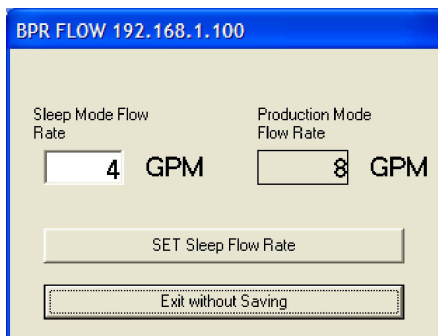 BPR FLOW 192.168.1.100
Sleep Mode Flow
Rate
Production Mode
Flow Rate
4 GPM
8 GPM
SET Sleep Flow Rate
Exit without Saving